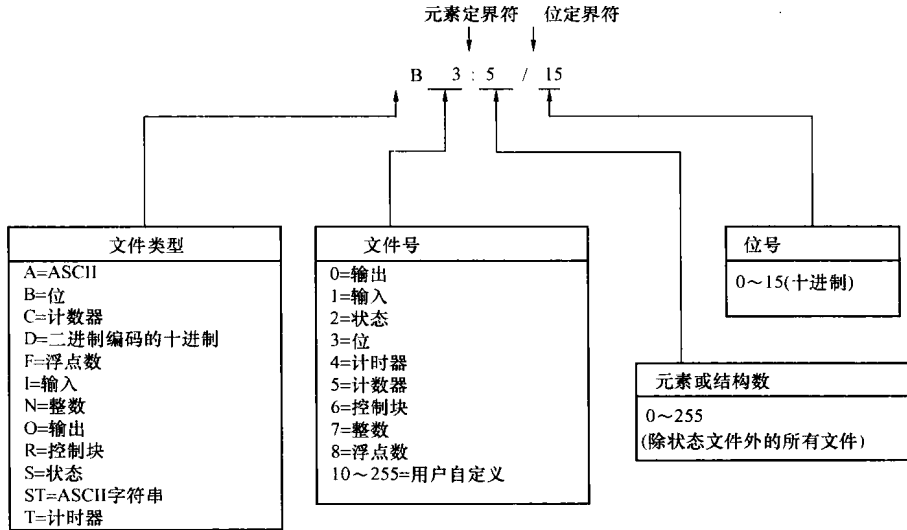 元素定界符 位定界符
B 3 : 5 / 15
文件类型
A=ASCII
B=位
C=计数器
D=二进制编码的十进制
F=浮点数
I=输入
N=整数
O=输出
R=控制块
S=状态
ST=ASCII字符串
T=计时器
文件号
0=输出
1=输入
2=状态
3=位
4=计时器
5=计数器
6=控制块
7=整数
8=浮点数
10～255=用户自定义
位号
0～15(十进制)
元素或结构数
0～255
(除状态文件外的所有文件)